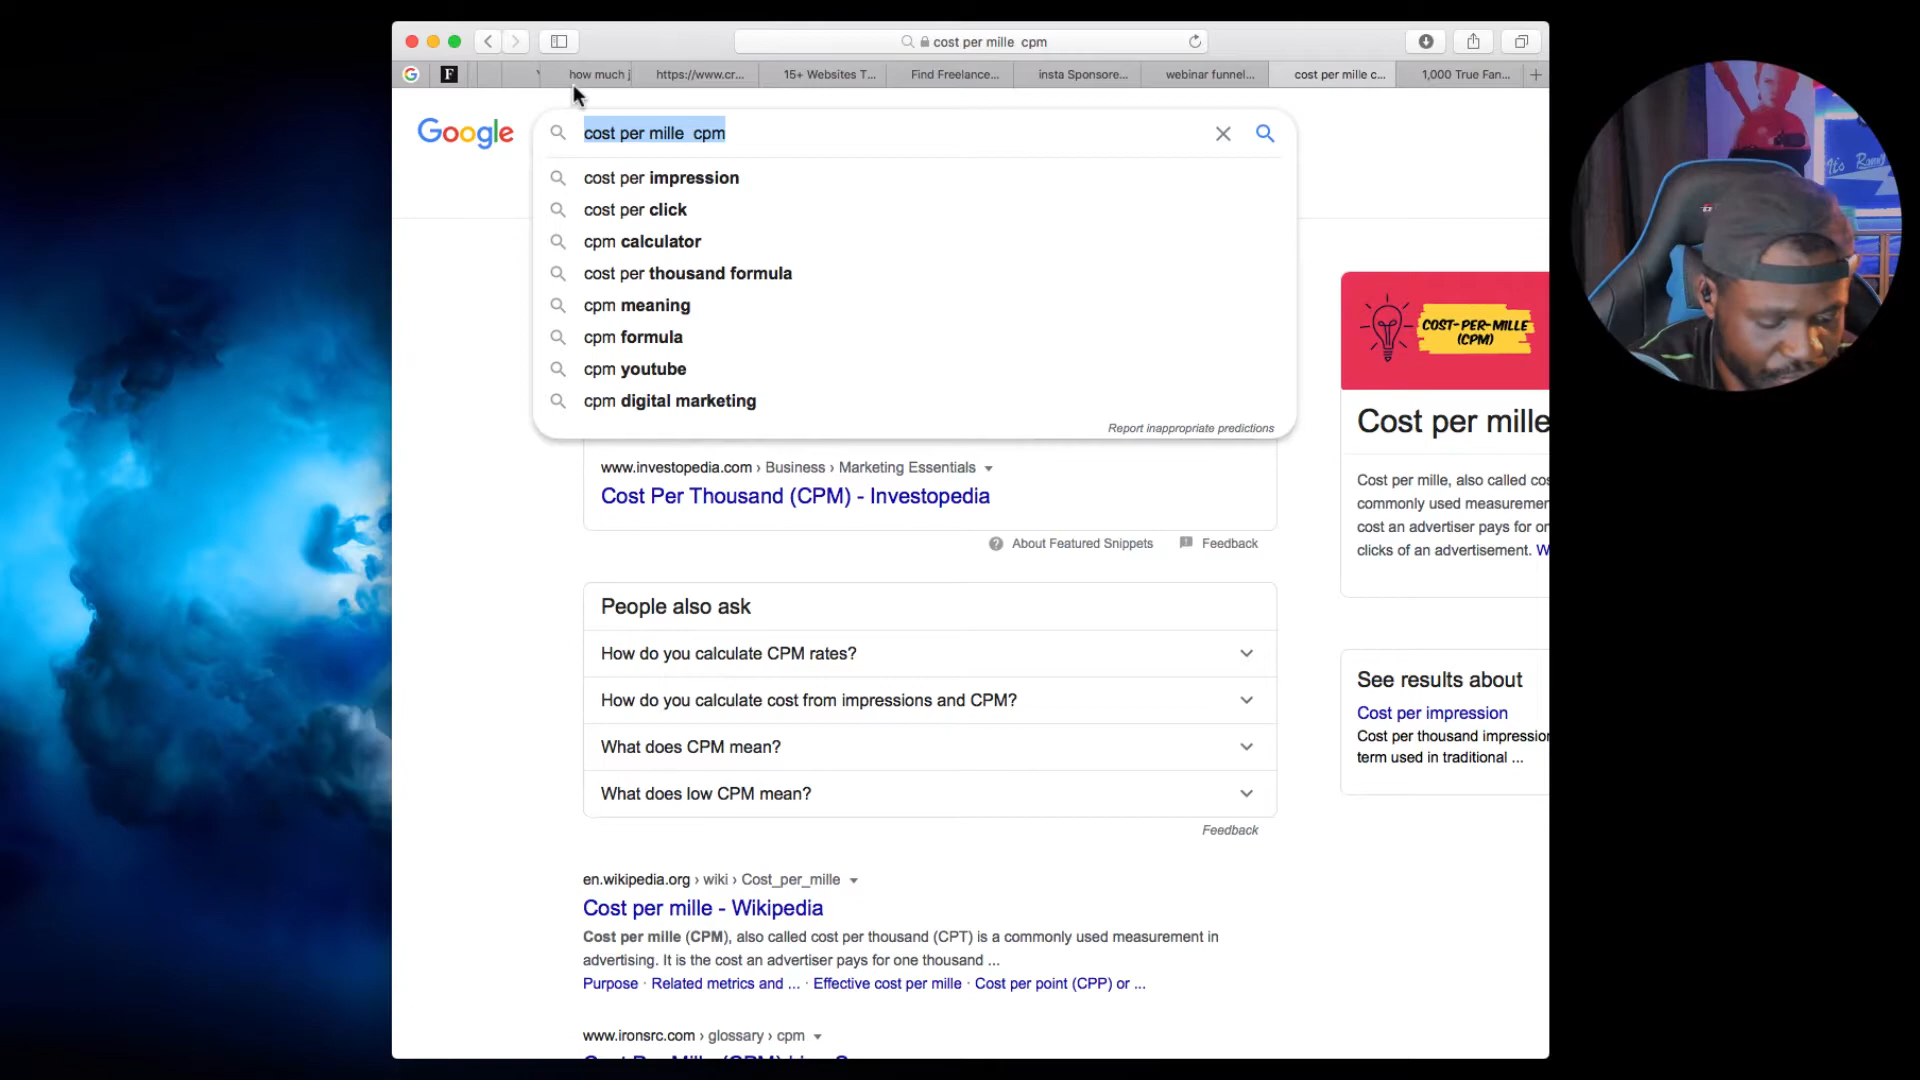 cost per mille  cpm
how much j
https://www.cr...
15+ Websites T...
Find Freelance...
insta Sponsore...
webinar funnel...
cost per mille c...
1,000 True Fan...
Google
cost per mille  cpm
cost per impression
cost per click
cpm calculator
cost per thousand formula
cpm meaning
cpm formula
cpm youtube
cpm digital marketing
Report inappropriate predictions
www.investopedia.com › Business › Marketing Essentials
Cost Per Thousand (CPM) - Investopedia
About Featured Snippets
Feedback
People also ask
How do you calculate CPM rates?
How do you calculate cost from impressions and CPM?
What does CPM mean?
What does low CPM mean?
Feedback
en.wikipedia.org › wiki › Cost_per_mille
Cost per mille - Wikipedia
Cost per mille (CPM), also called cost per thousand (CPT) is a commonly used measurement in
advertising. It is the cost an advertiser pays for one thousand ...
Purpose · Related metrics and ... · Effective cost per mille · Cost per point (CPP) or ...
www.ironsrc.com › glossary › cpm
COST-PER-MILLE
(CPM)
Cost per mille
Cost per mille, also called cos
commonly used measuremen
cost an advertiser pays for on
clicks of an advertisement. W
See results about
Cost per impression
Cost per thousand impression
term used in traditional ...
It's